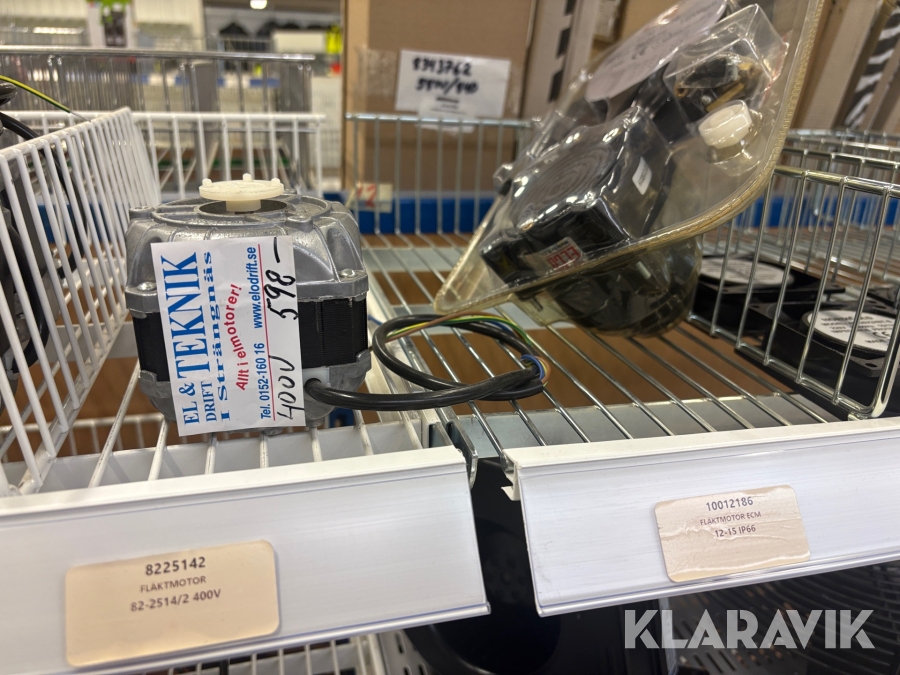 8343762
EL & TEKNIK
DRIFT
I Strängnäs
Allt i elmotorer!
Tel. 0152-160 16 www.elodrift.se
400V 598-
8225142
FLÄKTMOTOR
82-2514/2 400V
10012186
FLÄKTMOTOR ECM
12-15 IP66
KLARAVIK